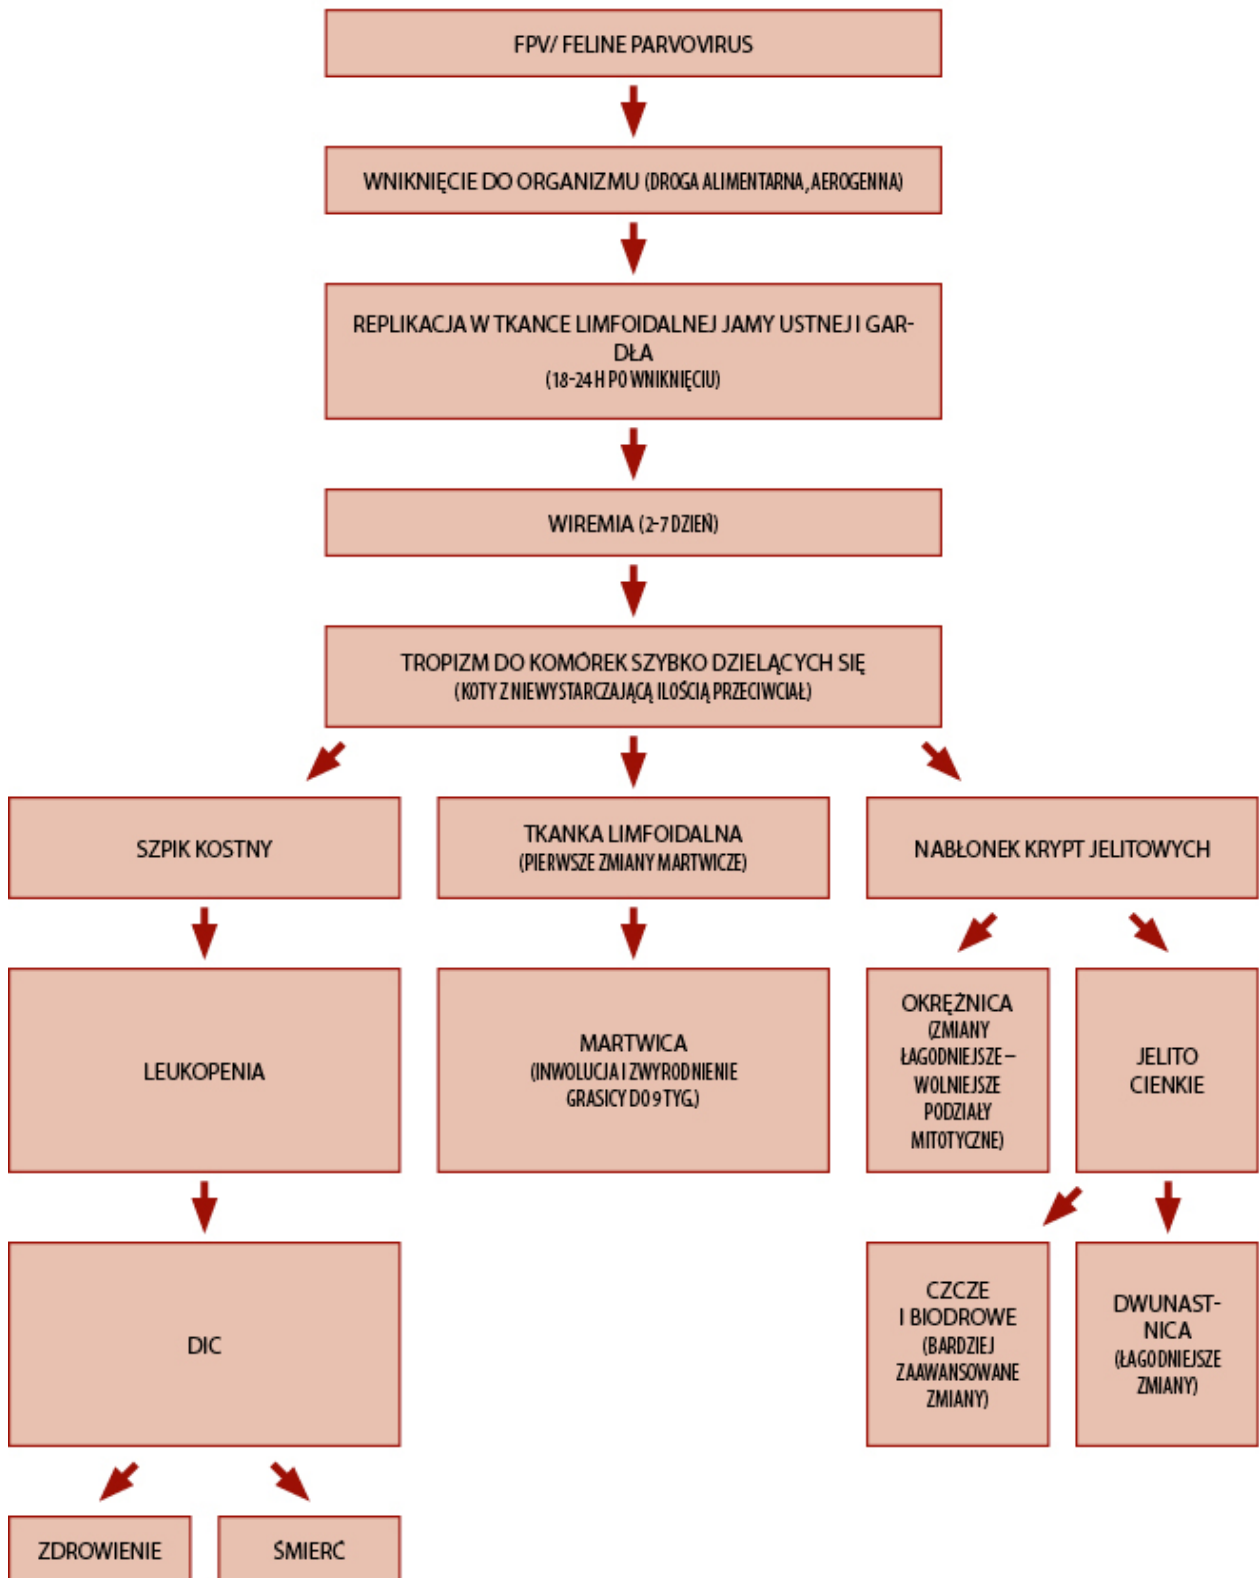 FPV/ FELINE PARVOVIRUS
WNIKNIĘCIE DO ORGANIZMU (DROGA ALIMENTARNA, AEROGENNA)
REPLIKACJA W TKANCE LIMFOIDALNEJ JAMY USTNEJ I GAR-
DŁA
(18-24 H PO WNIKNIĘCIU)
WIREMIA (2-7 DZIEŃ)
TROPIZM DO KOMÓREK SZYBKO DZIELĄCYCH SIĘ
(KOTY Z NIEWYSTARCZAJĄCĄ ILOŚCIĄ PRZECIWCIAŁ)
SZPIK KOSTNY
TKANKA LIMFOIDALNA
(PIERWSZE ZMIANY MARTWICZE)
NABŁONEK KRYPT JELITOWYCH
LEUKOPENIA
MARTWICA
(INWOLUCJA I ZWYRODNIENIE
GRASICY DO 9 TYG.)
OKRĘŻNICA
(ZMIANY
ŁAGODNIEJSZE –
WOLNIEJSZE
PODZIAŁY
MITOTYCZNE)
JELITO
CIENKIE
DIC
CZCZE
I BIODROWE
(BARDZIEJ
ZAAWANSOWANE
ZMIANY)
DWUNAST-
NICA
(ŁAGODNIEJSZE
ZMIANY)
ZDROWIENIE
ŚMIERĆ